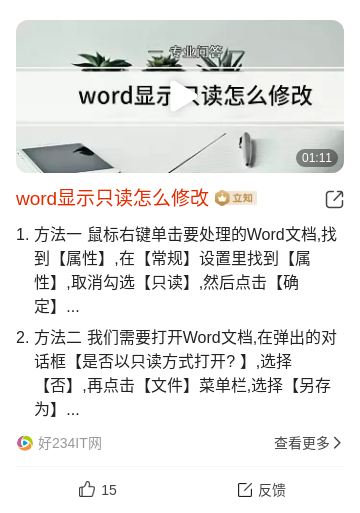 专业问答
word显示只读怎么修改
01:11
word显示只读怎么修改 立知
1. 方法一 鼠标右键单击要处理的Word文档,找
到【属性】,在【常规】设置里找到【属
性】,取消勾选【只读】,然后点击【确
定】...
2. 方法二 我们需要打开Word文档,在弹出的对
话框【是否以只读方式打开? 】,选择
【否】,再点击【文件】菜单栏,选择【另存
为】...
好234IT网 查看更多
15 反馈